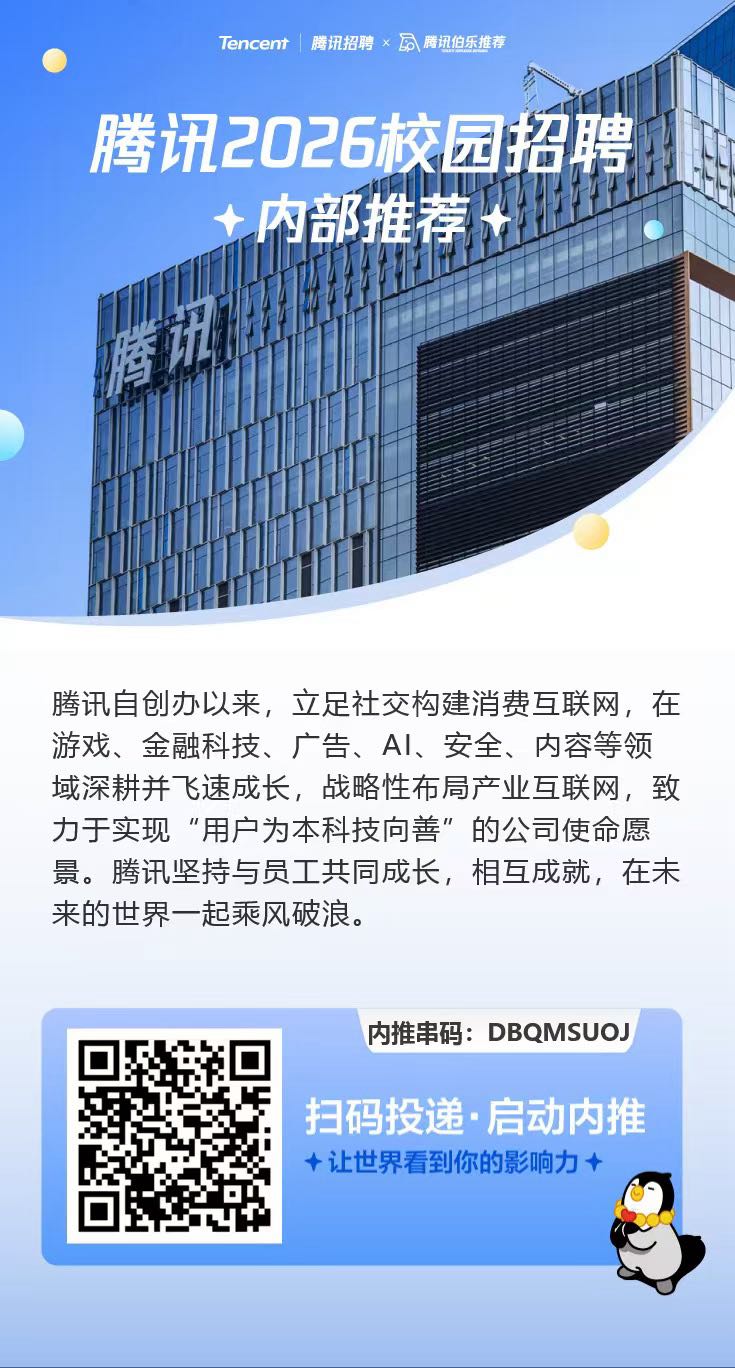 Tencent 腾讯招聘 × 腾讯伯乐推荐
腾讯2026校园招聘
内部推荐
腾讯
腾讯自创办以来，立足社交构建消费互联网，在
游戏、金融科技、广告、AI、安全、内容等领
域深耕并飞速成长，战略性布局产业互联网，致
力于实现“用户为本科技向善”的公司使命愿
景。腾讯坚持与员工共同成长，相互成就，在未
来的世界一起乘风破浪。
内推串码：DBQMSUOJ
扫码投递·启动内推
让世界看到你的影响力